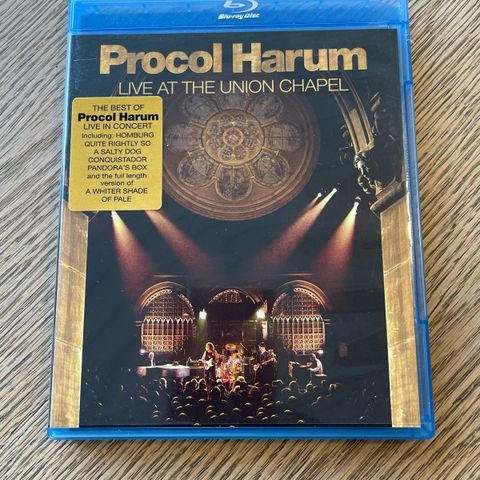 Blu-ray Disc
Procol Harum
LIVE AT THE UNION CHAPEL
THE BEST OF
Procol Harum
LIVE IN CONCERT
Including: HOMBURG
QUITE RIGHTLY SO
A SALTY DOG
CONQUISTADOR
PANDORA'S BOX
and the full length
version of
A WHITER SHADE
OF PALE